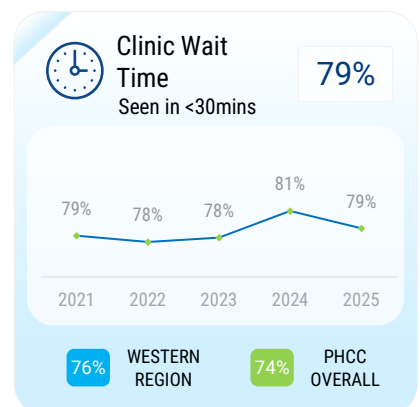 Clinic Wait
Time
Seen in <30mins
79%
79%
78%
78%
81%
79%
2021
2022
2023
2024
2025
76%
WESTERN
REGION
74%
PHCC
OVERALL